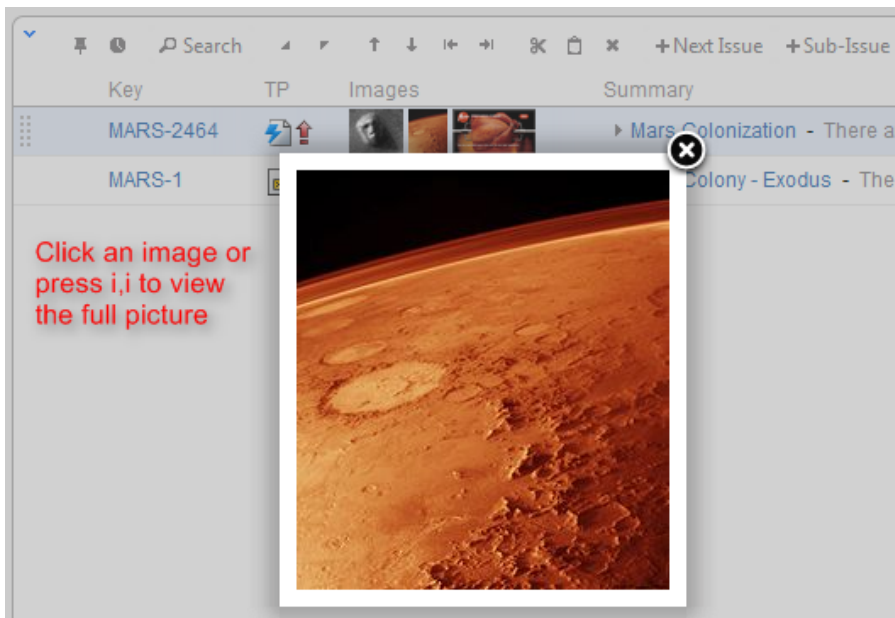 Search
+Next Issue +Sub-Issue
Key TP Images Summary
MARS-2464 Mars Colonization - There a
MARS-1 Colony - Exodus - The
Click an image or
press i,i to view
the full picture